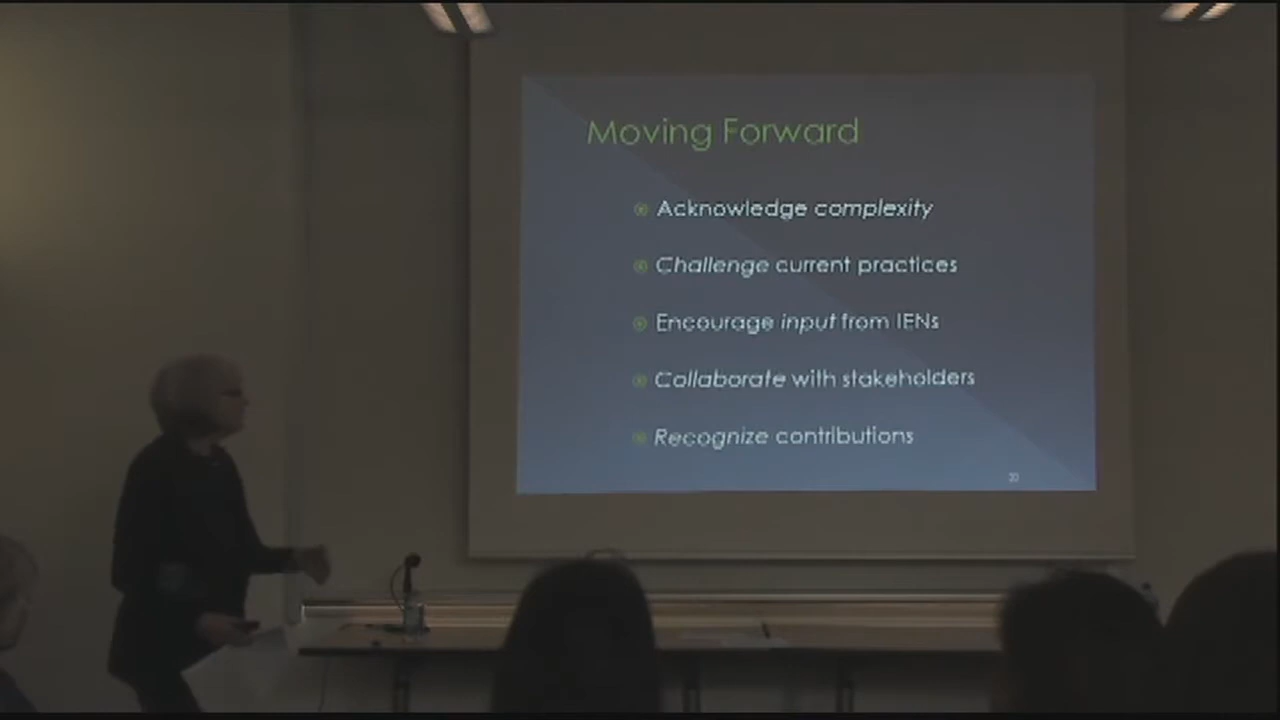 Moving Forward
Acknowledge complexity
Challenge current practices
Encourage input from IENs
Collaborate with stakeholders
Recognize contributions